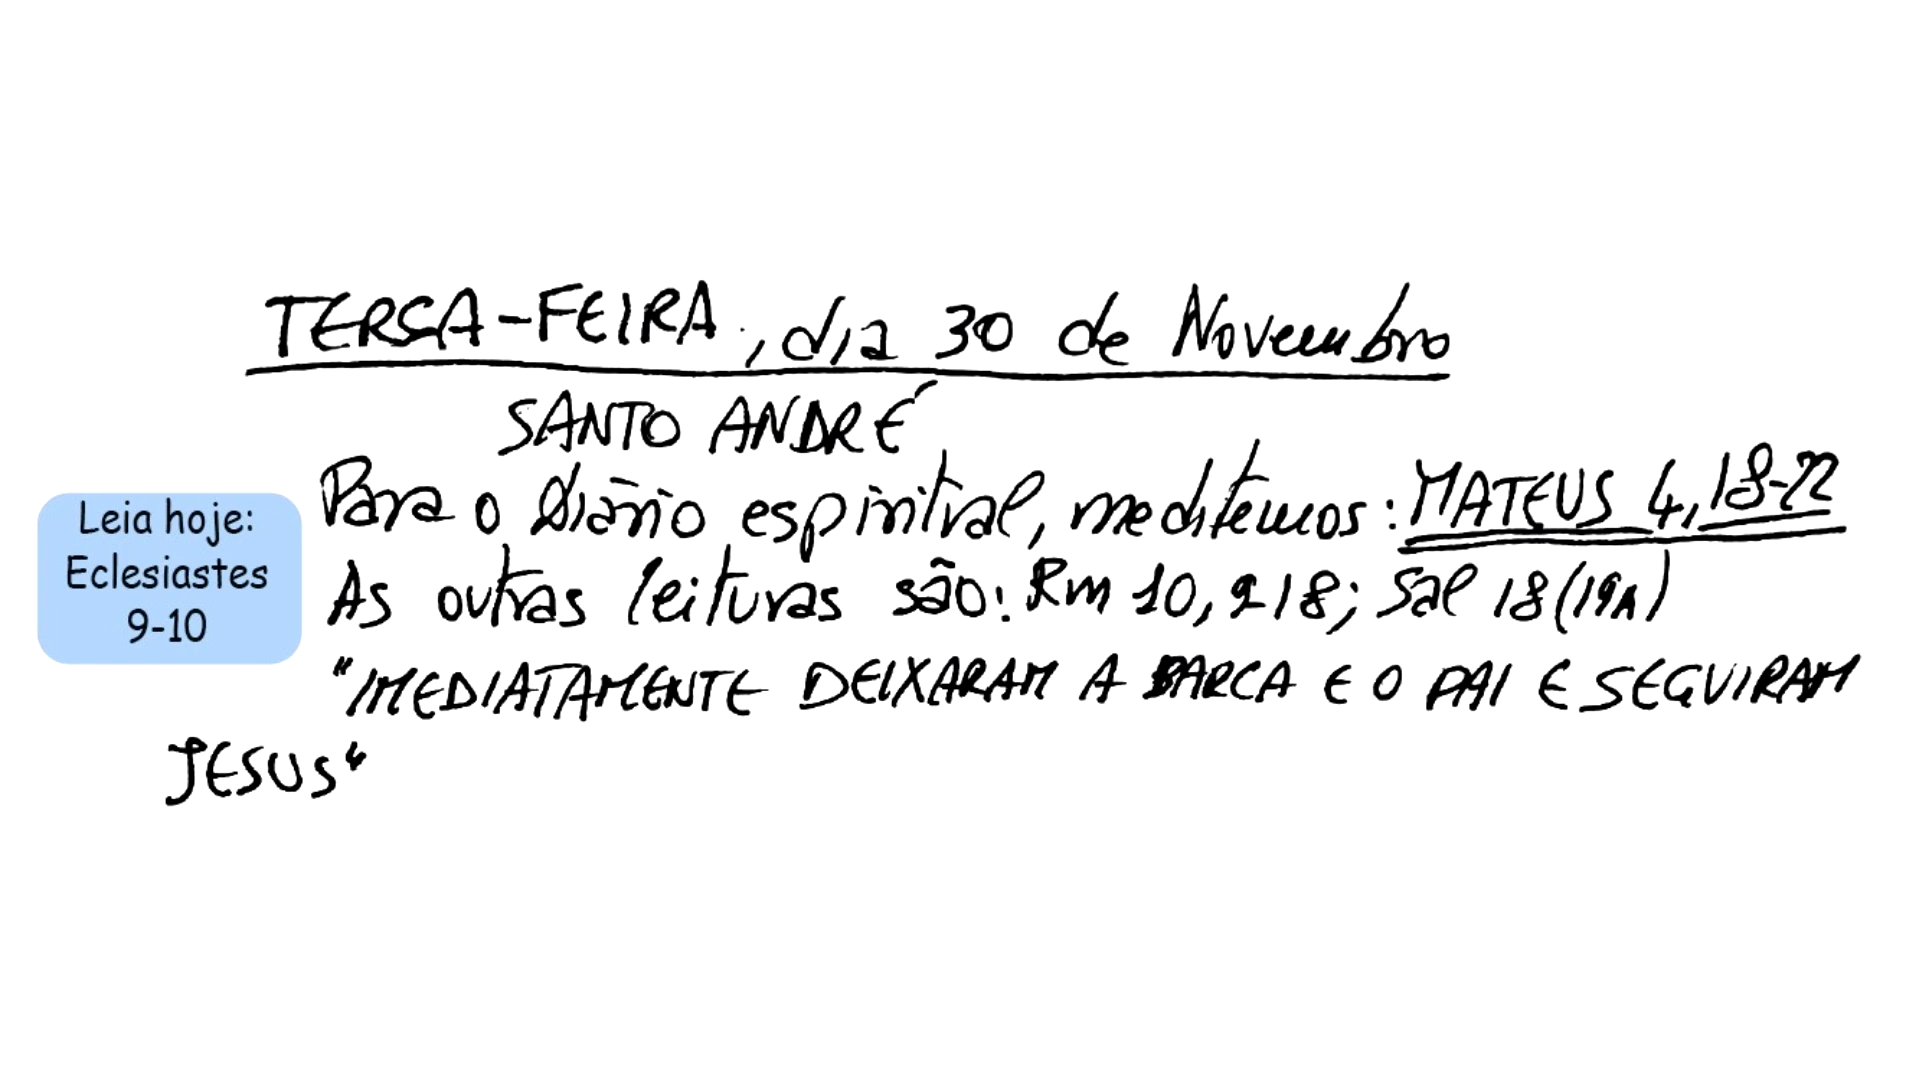 TERÇA-FEIRA, dia 30 de Novembro
SANTO ANDRÉ
Para o Diário espiritual, meditemos: MATEUS 4,18-22
As outras leituras são: Rm 10, 9 18; Sal 18(19A)
"IMEDIATAMENTE DEIXARAM A BARCA E O PAI E SEGUIRAM
JESUS"
Leia hoje:
Eclesiastes
9-10